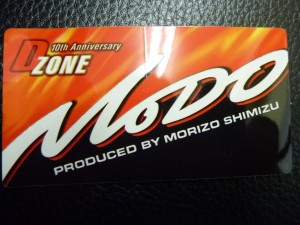 10th Anniversary
D ZONE
MODO
PRODUCED BY MORIZO SHIMIZU